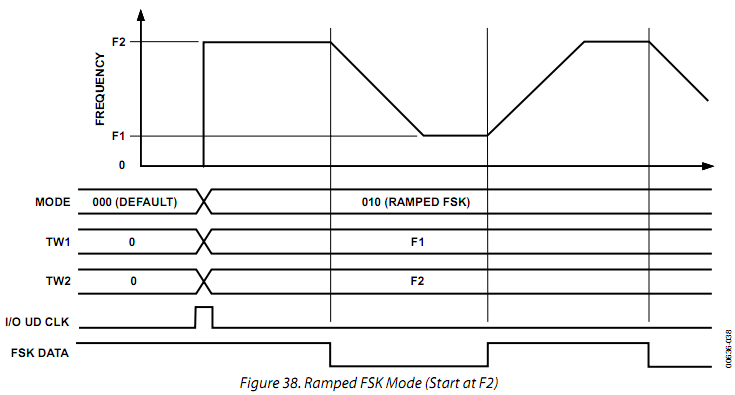 F2
FREQUENCY
F1
0
MODE 000 (DEFAULT) 010 (RAMPED FSK)
TW1 0 F1
TW2 0 F2
I/O UD CLK
FSK DATA
00636-038
Figure 38. Ramped FSK Mode (Start at F2)